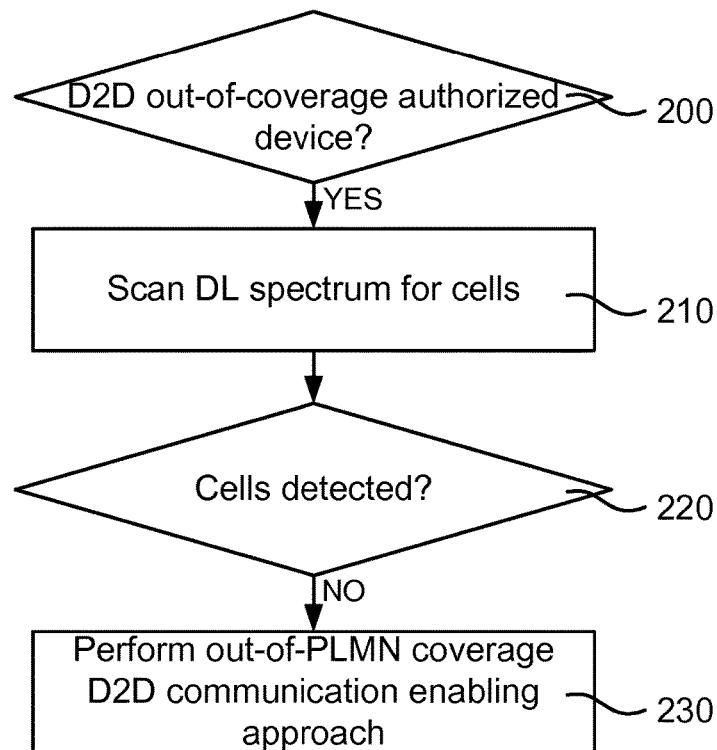 D2D out-of-coverage authorized
device?
200
YES
Scan DL spectrum for cells
210
Cells detected?
220
NO
Perform out-of-PLMN coverage
D2D communication enabling
approach
230